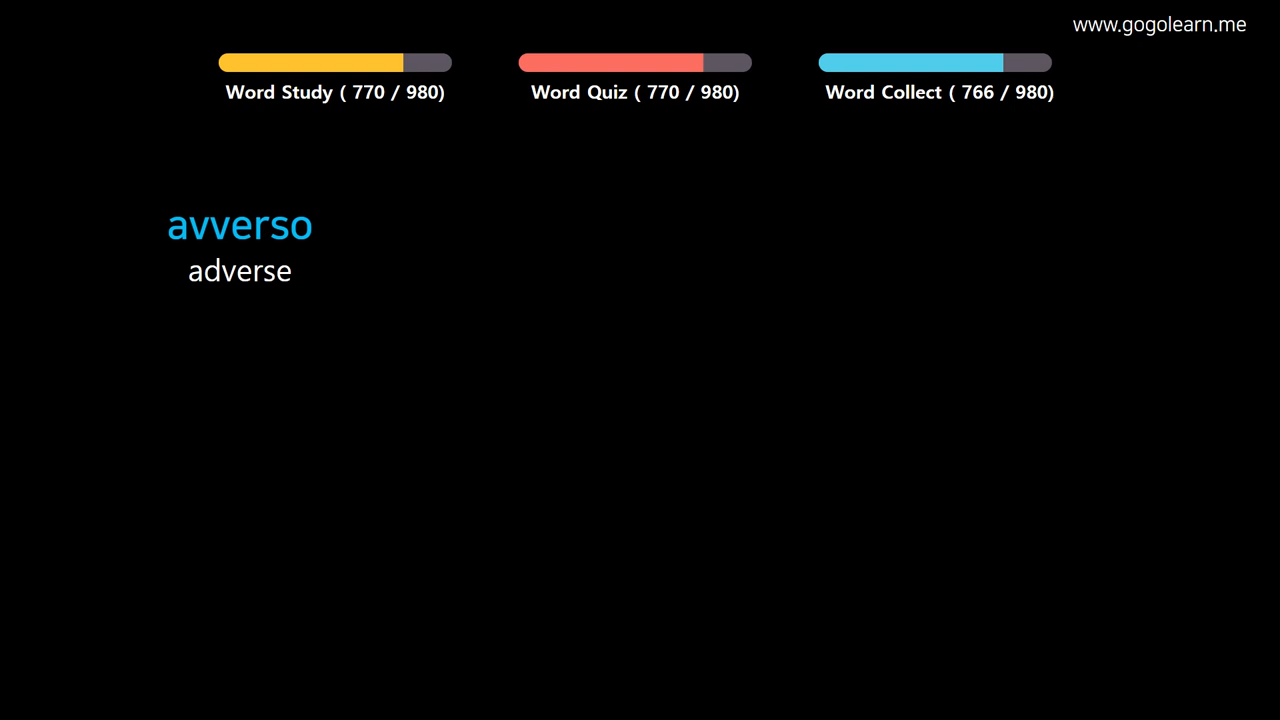 www.gogolearn.me
Word Study ( 770 / 980)
Word Quiz ( 770 / 980)
Word Collect ( 766 / 980)
avverso
adverse